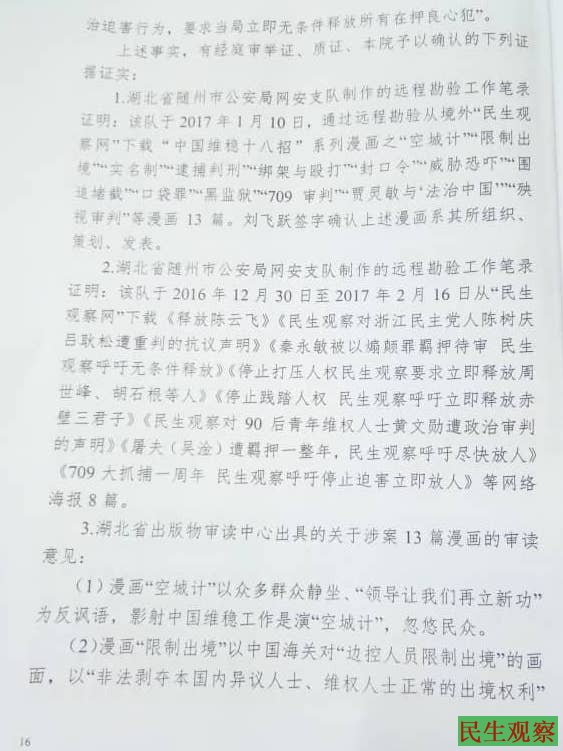 治迫害行为，要求当局立即无条件释放所有在押良心犯”。
上述事实，有经庭审举证、质证、本院予以确认的下列证
据证实：
1.湖北省随州市公安局网安支队制作的远程勘验工作笔录
证明：该队于 2017 年 1 月 10 日，通过远程勘验从境外“民生观
察网”下载“中国维稳十八招”系列漫画之“空城计”“限制出
境”“实名制”“逮捕判刑”“绑架与殴打”“封口令”“威胁恐吓”“围
追堵截”“口袋罪”“黑监狱”“709 审判”“贾灵敏与‘法治中国’”“殃
视审判”等漫画 13 篇。刘飞跃签字确认上述漫画系其所组织、
策划、发表。
2.湖北省随州市公安局网安支队制作的远程勘验工作笔录
证明：该队于 2016 年 12 月 30 日至 2017 年 2 月 16 日从“民生
观察网”下载《释放陈云飞》《民生观察对浙江民主党人陈树庆
吕耿松遭重判的抗议声明》《秦永敏被以煽颠罪羁押待审 民生
观察呼吁无条件释放》《停止打压人权民生观察要求立即释放周
世峰、胡石根等人》《停止践踏人权 民生观察呼吁立即释放赤
壁三君子》《民生观察对 90 后青年维权人士黄文勋遭政治审判
的声明》《屠夫（吴淦）遭羁押一整年，民生观察呼吁尽快放人》
《709 大抓捕一周年 民生观察呼吁停止迫害立即放人》等网络
海报 8 篇。
3.湖北省出版物审读中心出具的关于涉案 13 篇漫画的审读
意见：
（1）漫画“空城计”以众多群众静坐、“领导让我们再立新功”
为反讽语，影射中国维稳工作是演“空城计”，忽悠民众。
（2）漫画“限制出境”以中国海关对“边控人员限制出境”的画
面，以“非法剥夺本国内异议人士、维权人士正常的出境权利”
16
民生观察